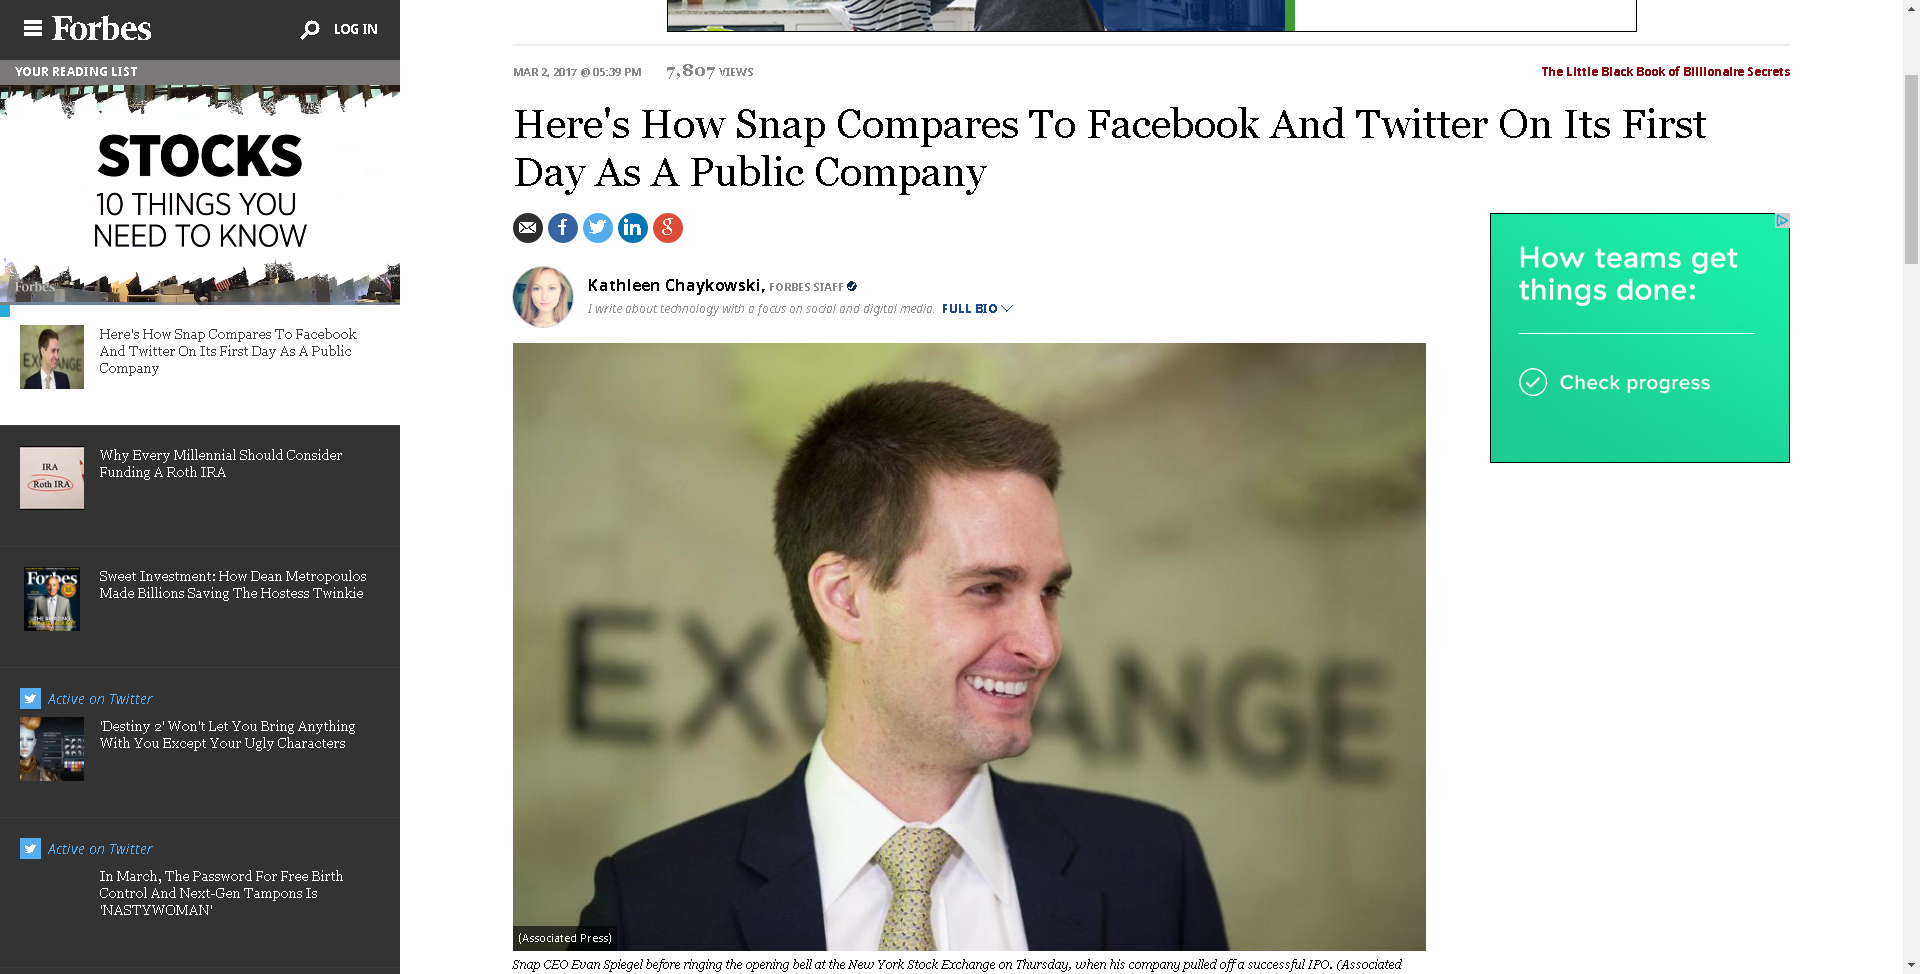 Forbes
LOG IN
YOUR READING LIST
STOCKS
10 THINGS YOU
NEED TO KNOW
Forbes
Here's How Snap Compares To Facebook
And Twitter On Its First Day As A Public
Company
IRA
Roth IRA
Why Every Millennial Should Consider
Funding A Roth IRA
Forbes
Sweet Investment: How Dean Metropoulos
Made Billions Saving The Hostess Twinkie
Active on Twitter
'Destiny 2' Won't Let You Bring Anything
With You Except Your Ugly Characters
Active on Twitter
In March, The Password For Free Birth
Control And Next-Gen Tampons Is
'NASTYWOMAN'
MAR 2, 2017 @ 05:39 PM 7,807 VIEWS
The Little Black Book of Billionaire Secrets
Here's How Snap Compares To Facebook And Twitter On Its First
Day As A Public Company
Kathleen Chaykowski, FORBES STAFF
I write about technology with a focus on social and digital media. FULL BIO
EXCHANGE
(Associated Press)
Snap CEO Evan Spiegel before ringing the opening bell at the New York Stock Exchange on Thursday, when his company pulled off a successful IPO. (Associated
How teams get
things done:
Check progress